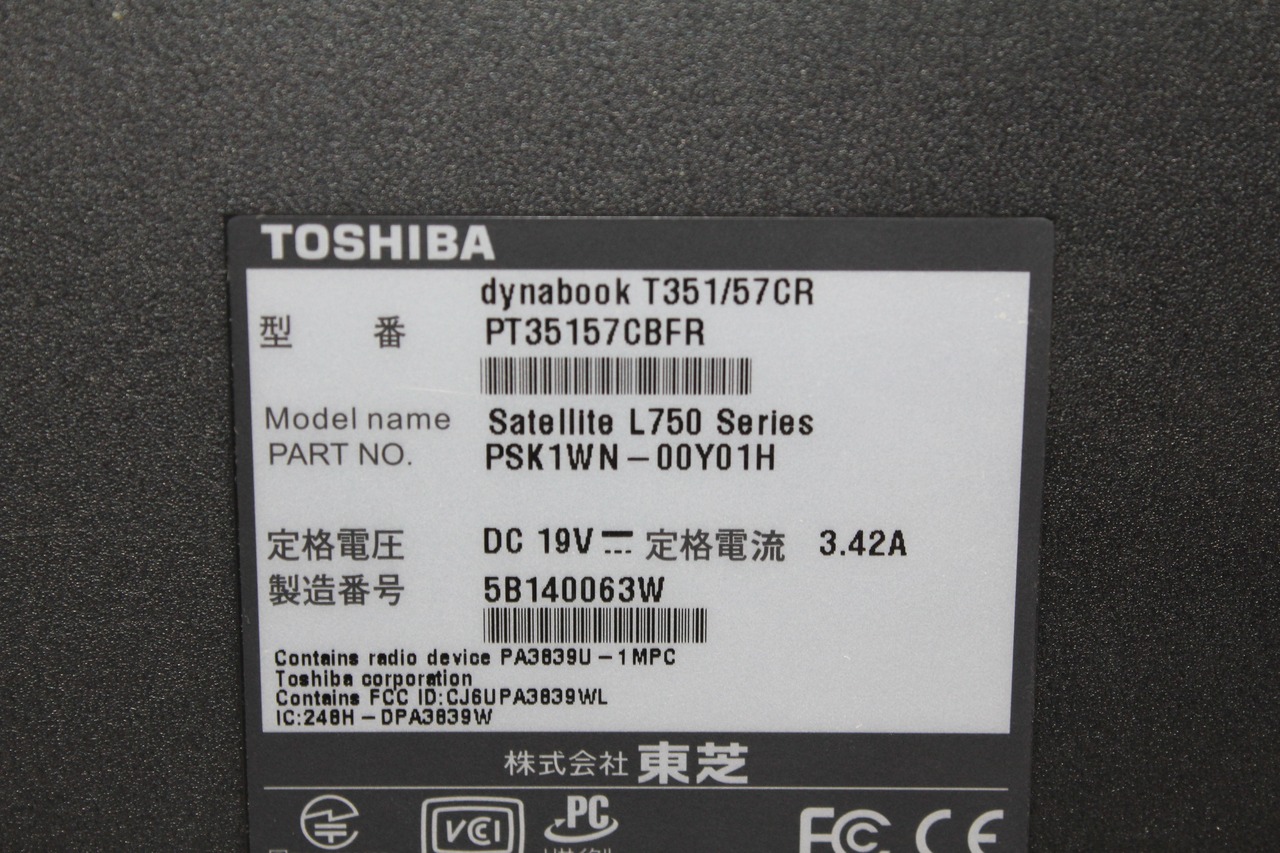 TOSHIBA
dynabook T351/57CR
型番 PT35157CBFR
Model name Satellite L750 Series
PART NO. PSK1WN-00Y01H
定格電圧 DC 19V 定格電流 3.42A
製造番号 5B140063W
Contains radio device PA3839U-1MPC
Toshiba corporation
Contains FCC ID:CJ6UPA3839WL
IC:248H-DPA3839W
株式会社 東芝
VCCI PC FC CE